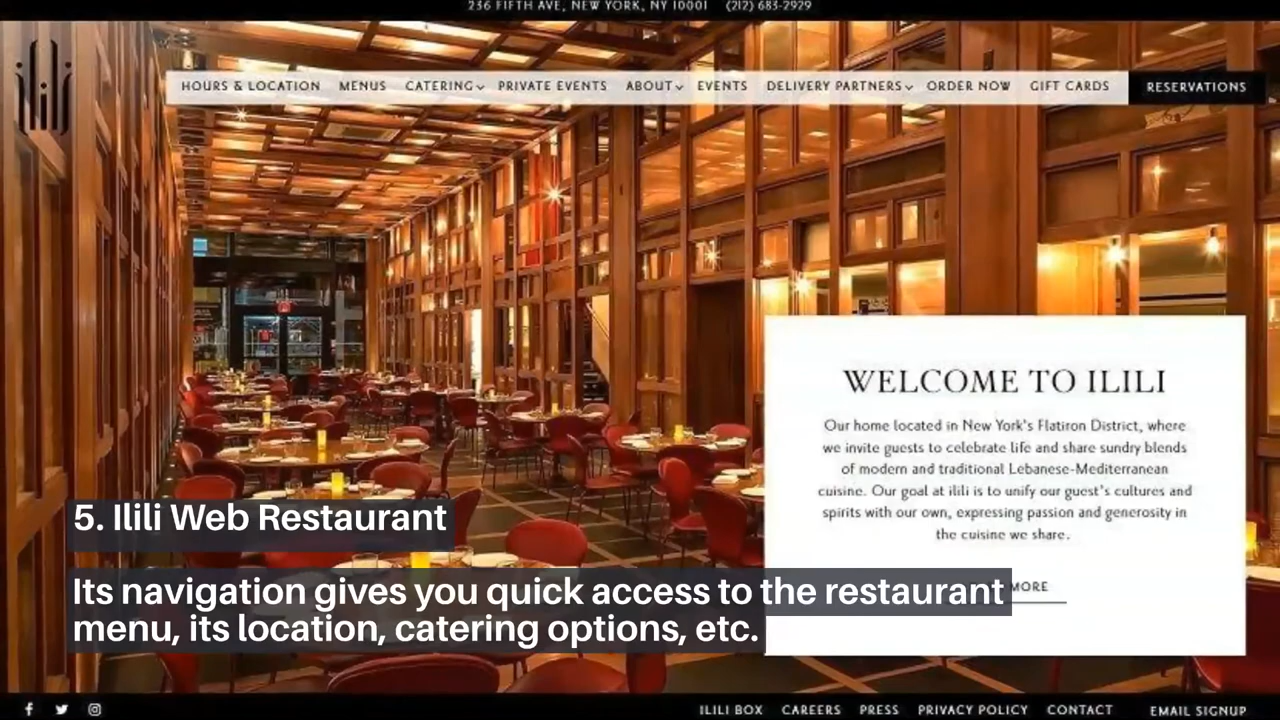 236 FIFTH AVE, NEW YORK, NY 10001 (212) 683-2929
ilili
HOURS & LOCATION MENUS CATERING PRIVATE EVENTS ABOUT EVENTS DELIVERY PARTNERS ORDER NOW GIFT CARDS RESERVATIONS
WELCOME TO ILILI
Our home located in New York's Flatiron District, where
we invite guests to celebrate life and share sundry blends
of modern and traditional Lebanese-Mediterranean
cuisine. Our goal at ilili is to unify our guest's cultures and
spirits with our own, expressing passion and generosity in
the cuisine we share.
MORE
5. Ilili Web Restaurant
Its navigation gives you quick access to the restaurant
menu, its location, catering options, etc.
ILILI BOX CAREERS PRESS PRIVACY POLICY CONTACT EMAIL SIGNUP